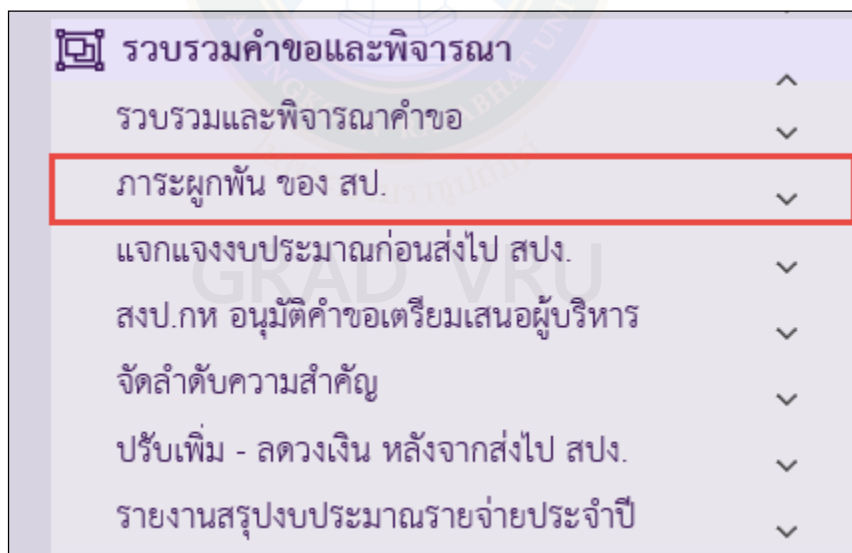 รวบรวมคำขอและพิจารณา
รวบรวมและพิจารณาคำขอ
ภาระผูกพัน ของ สป.
แจกแจงงบประมาณก่อนส่งไป สปง.
GRAD VRU
สงป.กห อนุมัติคำขอเตรียมเสนอผู้บริหาร
จัดลำดับความสำคัญ
ปรับเพิ่ม - ลดวงเงิน หลังจากส่งไป สปง.
รายงานสรุปงบประมาณรายจ่ายประจำปี